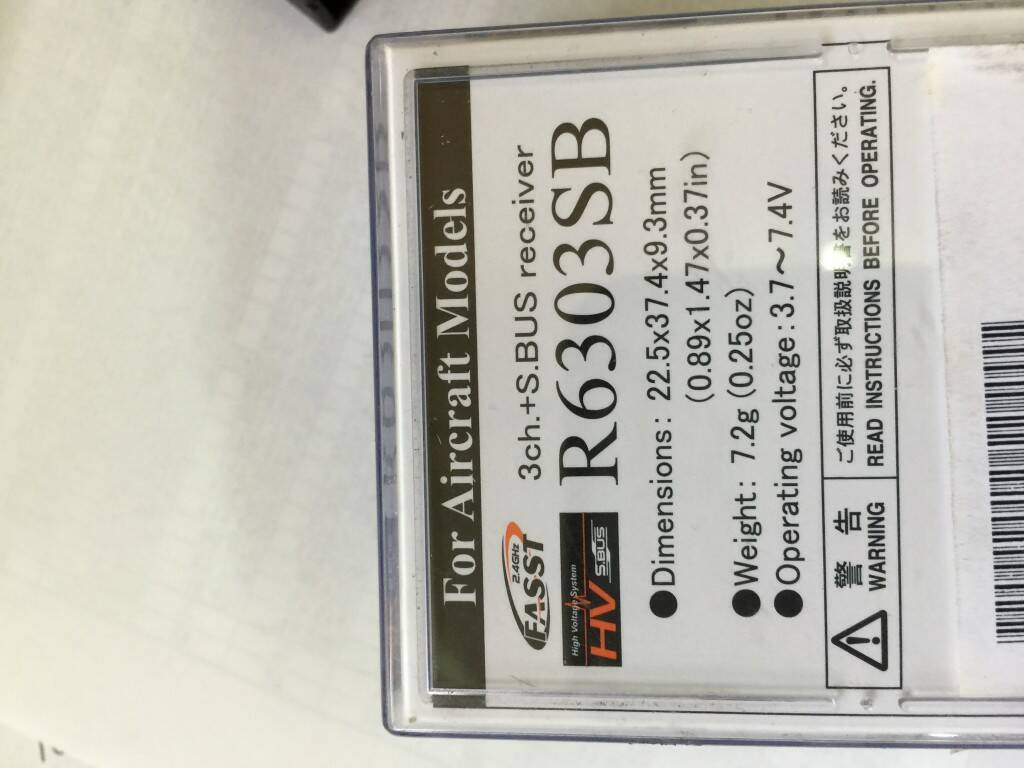 For Aircraft Models
FASST 2.4GHz
3ch.+S.BUS receiver
High Voltage System
HV S.BUS
R6303SB
●Dimensions: 22.5x37.4x9.3mm
(0.89x1.47x0.37in)
●Weight: 7.2g (0.25oz)
●Operating voltage:3.7～7.4V
警 告
WARNING
ご使用前に必ず取扱説明書をお読みください。
READ INSTRUCTIONS BEFORE OPERATING.